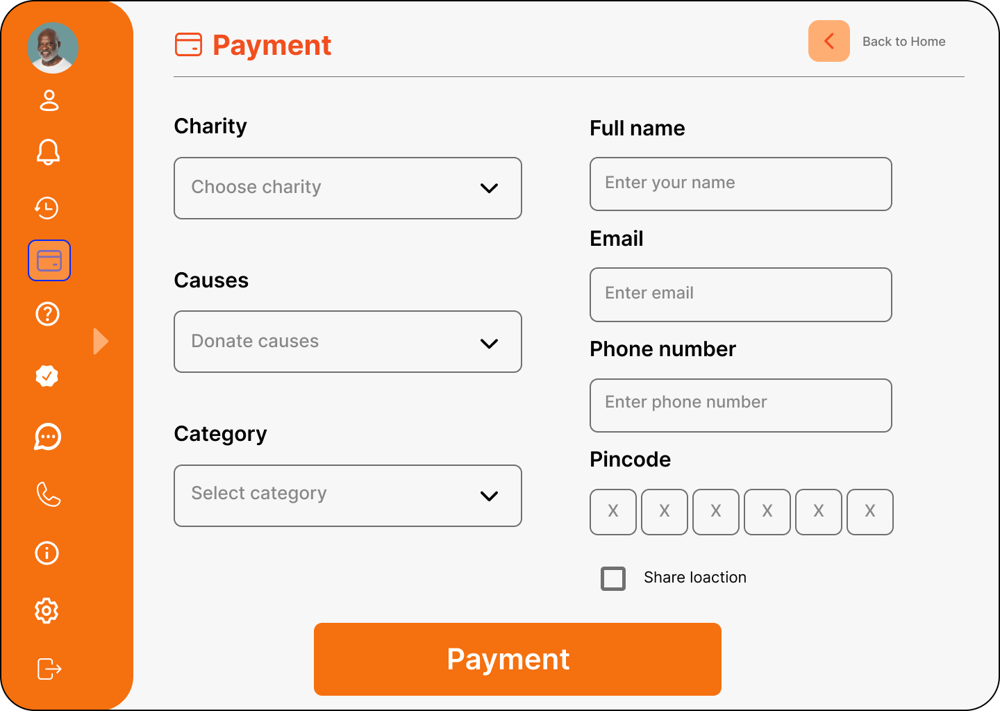 Payment
Back to Home
Charity
Choose charity
Causes
Donate causes
Category
Select category
Full name
Enter your name
Email
Enter email
Phone number
Enter phone number
Pincode
X X X X X X
Share loaction
Payment